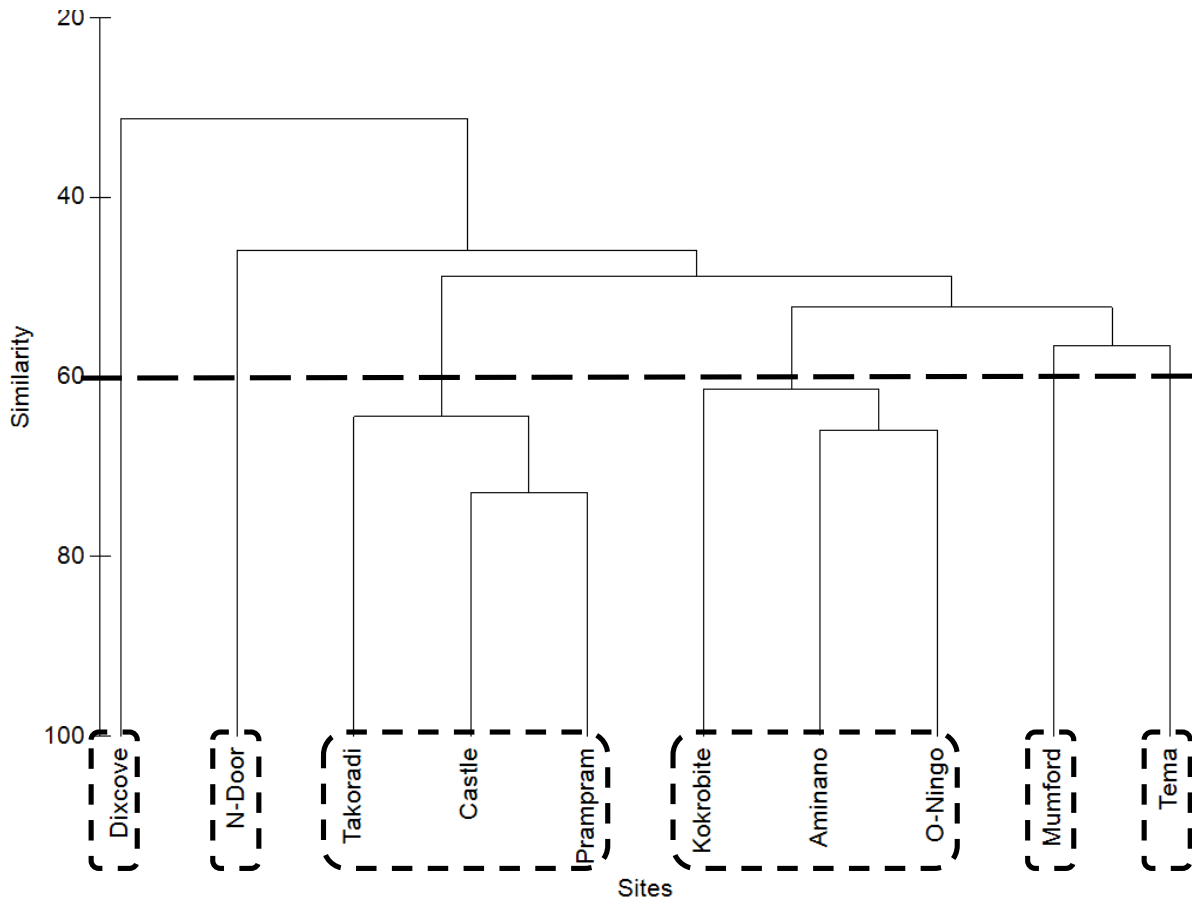 20
40
60
80
100
Similarity
Dixcove
N-Door
Takoradi
Castle
Prampram
Kokrobite
Aminano
O-Ningo
Mumford
Tema
Sites